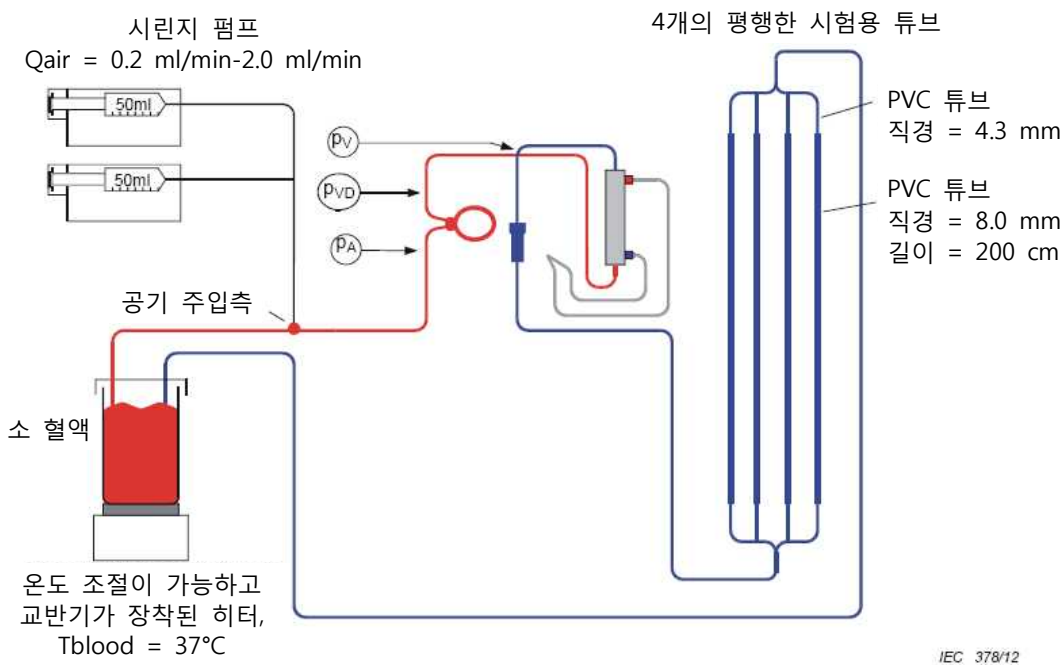 시린지 펌프
Qair = 0.2 ml/min-2.0 ml/min
50ml
50ml
4개의 평행한 시험용 튜브
PVC 튜브
직경 = 4.3 mm
PVC 튜브
직경 = 8.0 mm
길이 = 200 cm
pV
pVD
pA
공기 주입측
소 혈액
온도 조절이 가능하고
교반기가 장착된 히터,
Tblood = 37°C
IEC 378/12